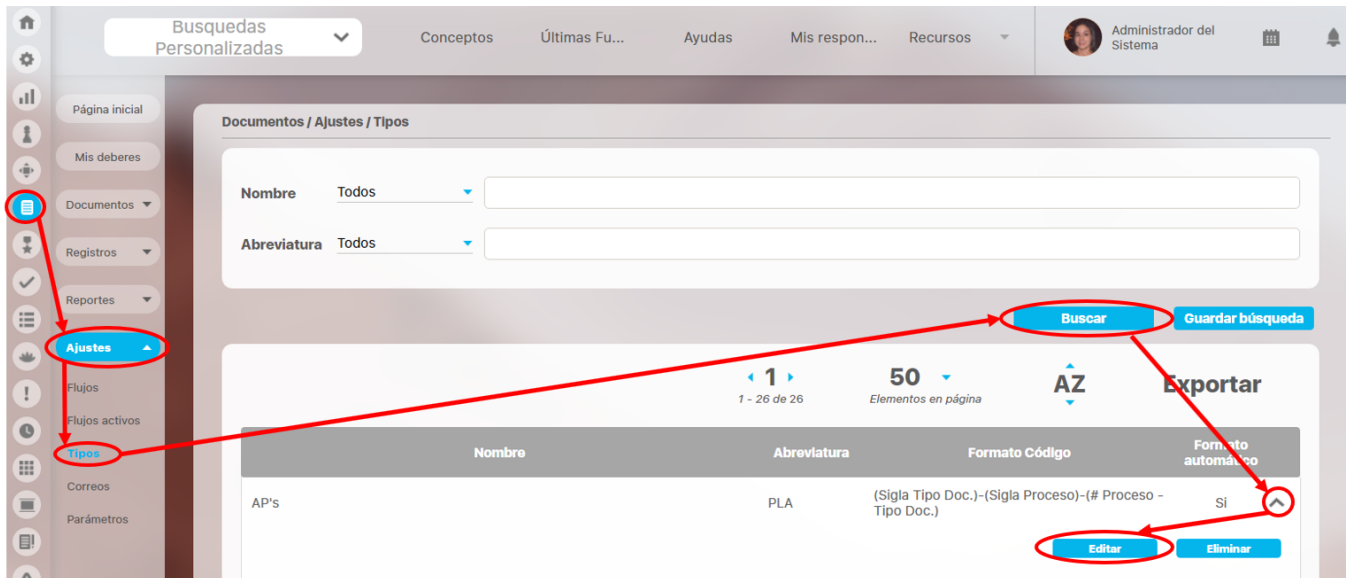 Busquedas
Personalizadas
Conceptos
Últimas Fu...
Ayudas
Mis respon...
Recursos
Administrador del
Sistema
Página inicial
Mis deberes
Documentos
Registros
Reportes
Ajustes
Flujos
Flujos activos
Tipos
Correos
Parámetros
Documentos / Ajustes / Tipos
Nombre Todos
Abreviatura Todos
Buscar
Guardar búsqueda
1
1 - 26 de 26
50
Elementos en página
AZ
Exportar
Nombre
Abreviatura
Formato Código
Formato
automático
AP's
PLA
(Sigla Tipo Doc.)-(Sigla Proceso)-(# Proceso -
Tipo Doc.)
Si
Editar
Eliminar